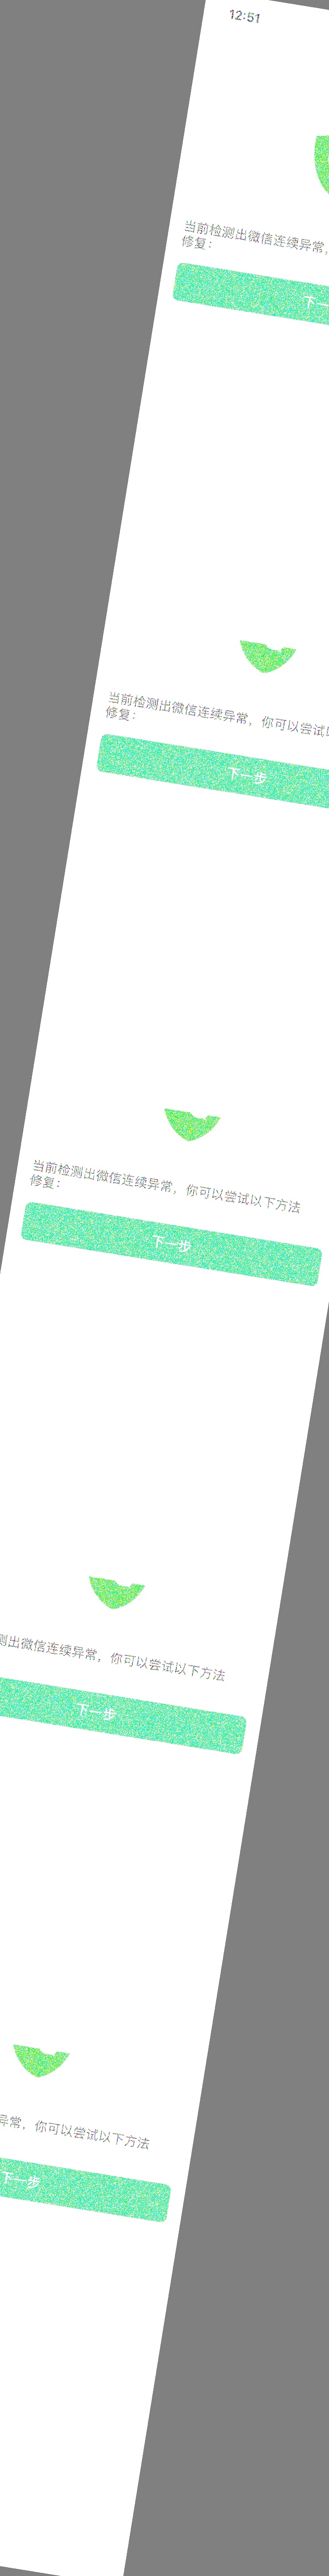 12:51
当前检测出微信连续异常，
修复：
下一
当前检测出微信连续异常，你可以尝试
修复：
下一步
当前检测出微信连续异常，你可以尝试以下方法
修复：
下一步
测出微信连续异常，你可以尝试以下方法
下一步
异常，你可以尝试以下方法
下一步